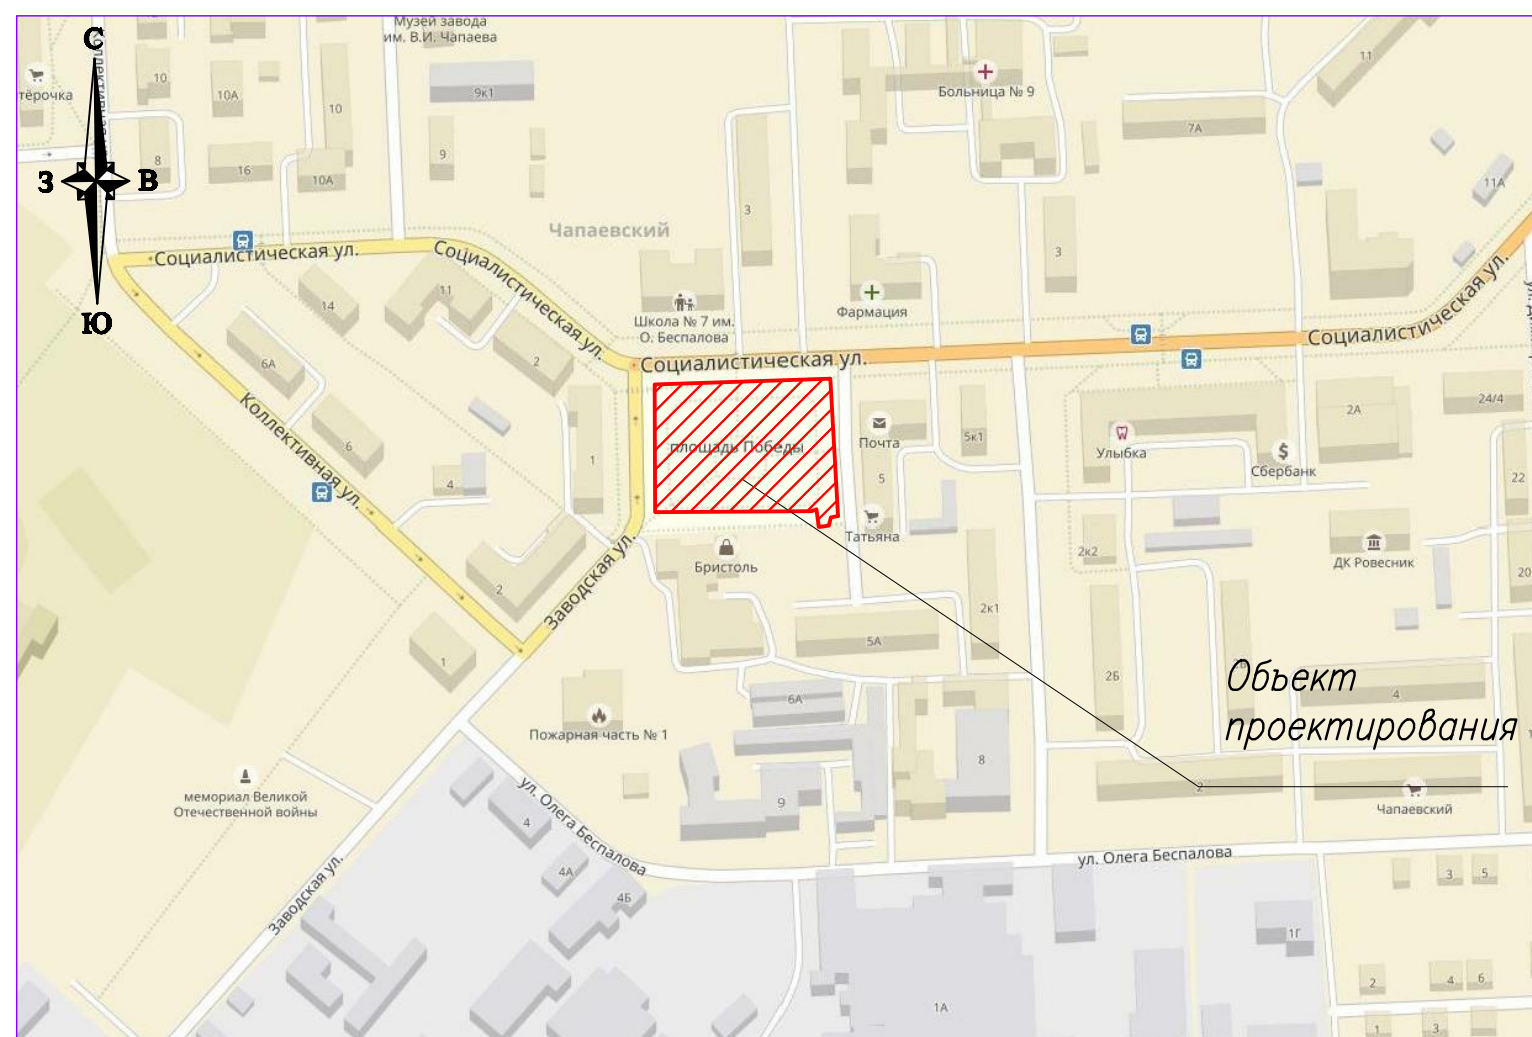 Музей завода
им. В.И. Чапаева
С
10
10А
10
9к1
Больница № 9
11
тёрочка
7А
8
16
10А
9
З
В
11А
3
Чапаевский
3
Социалистическая ул.
Социалистическая ул.
11
14
Ю
Школа № 7 им.
О. Беспалова
Фармация
Социалистическая ул.
Социалистическая ул.
6А
2
Коллективная ул.
6
4
1
площадь Победы
Почта
5
5к1
Улыбка
Сбербанк
2А
24/4
22
Татьяна
Бристоль
2к2
ДК Ровесник
20
2
Заводская ул.
2к1
5А
1
2Б
4
Объект
проектирования
6А
Пожарная часть № 1
8
2
мемориал Великой
Отечественной войны
9
Чапаевский
4
ул. Олега Беспалова
4А
4Б
ул. Олега Беспалова
3
5
Заводская ул.
1Г
1А
2
4
6
1
3